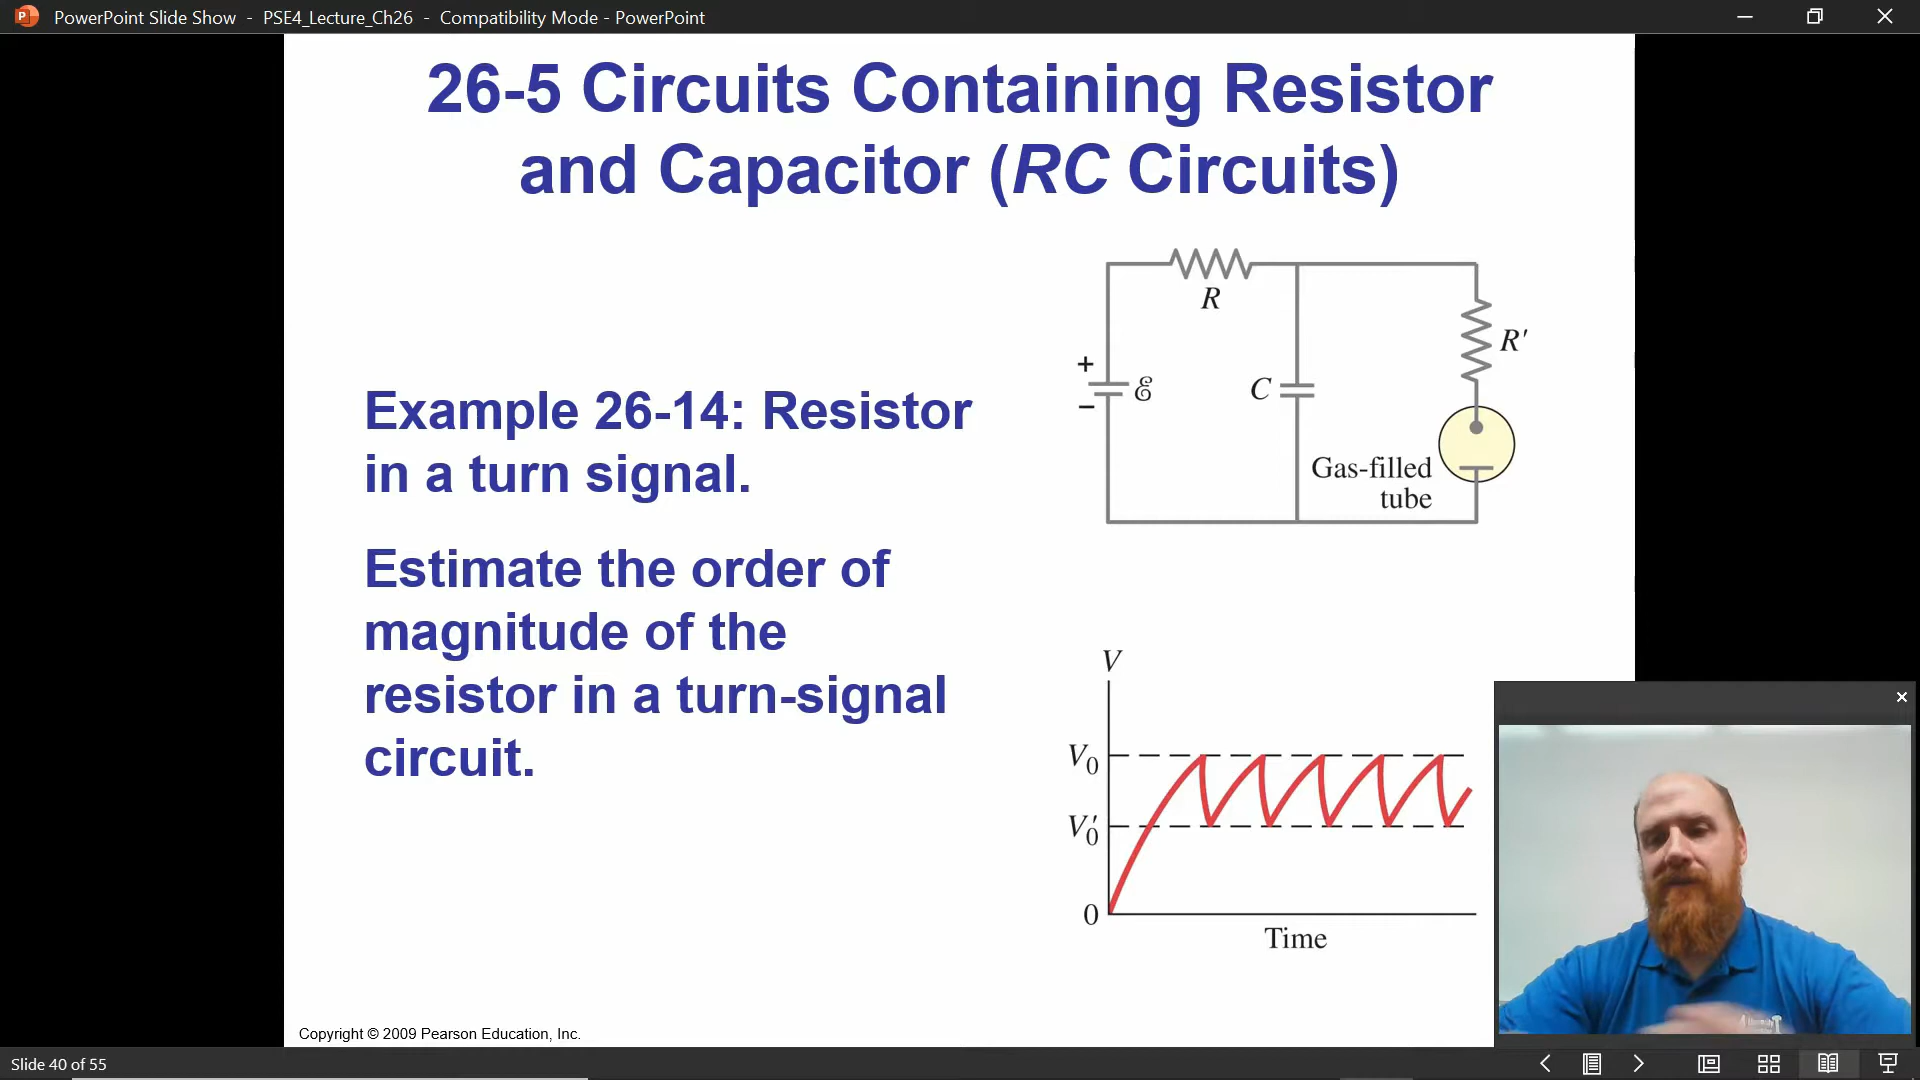 PowerPoint Slide Show - PSE4_Lecture_Ch26 - Compatibility Mode - PowerPoint
26-5 Circuits Containing Resistor
and Capacitor (RC Circuits)
Example 26-14: Resistor
in a turn signal.
Estimate the order of
magnitude of the
resistor in a turn-signal
circuit.
R
R′
+
ℰ
−
C
Gas-filled
tube
V
V₀
V₀′
0
Time
Copyright © 2009 Pearson Education, Inc.
Slide 40 of 55